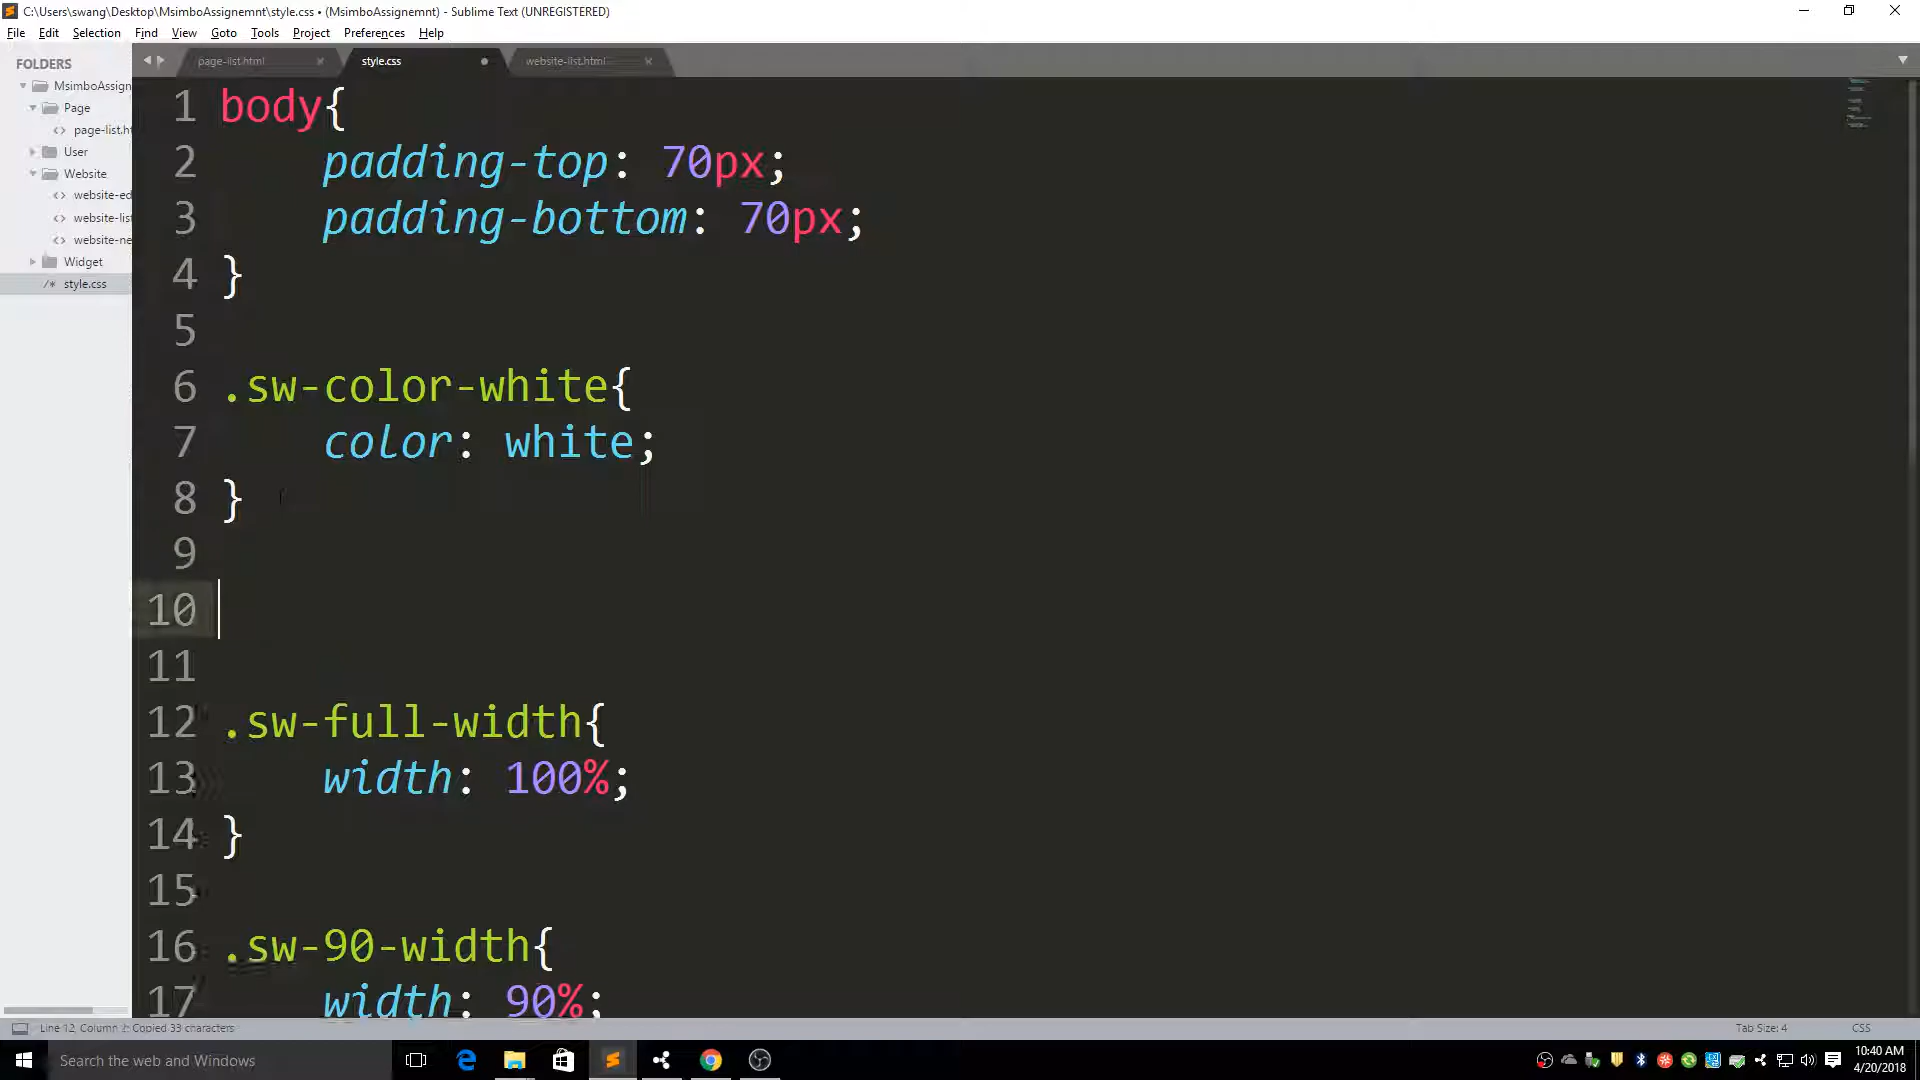 C:\Users\swang\Desktop\MsimboAssignemnt\style.css • (MsimboAssignemnt) - Sublime Text (UNREGISTERED)
File Edit Selection Find View Goto Tools Project Preferences Help
FOLDERS
MsimboAssign
Page
page-list.ht
User
Website
website-ed
website-list
website-ne
Widget
style.css
page-list.html
style.css
website-list.html
1 body{
2 padding-top: 70px;
3 padding-bottom: 70px;
4 }
5
6 .sw-color-white{
7 color: white;
8 }
9
10
11
12 .sw-full-width{
13 width: 100%;
14 }
15
16 .sw-90-width{
17 width: 90%;
Line 12, Column 2; Copied 33 characters
Tab Size: 4
CSS
Search the web and Windows
10:40 AM
4/20/2018